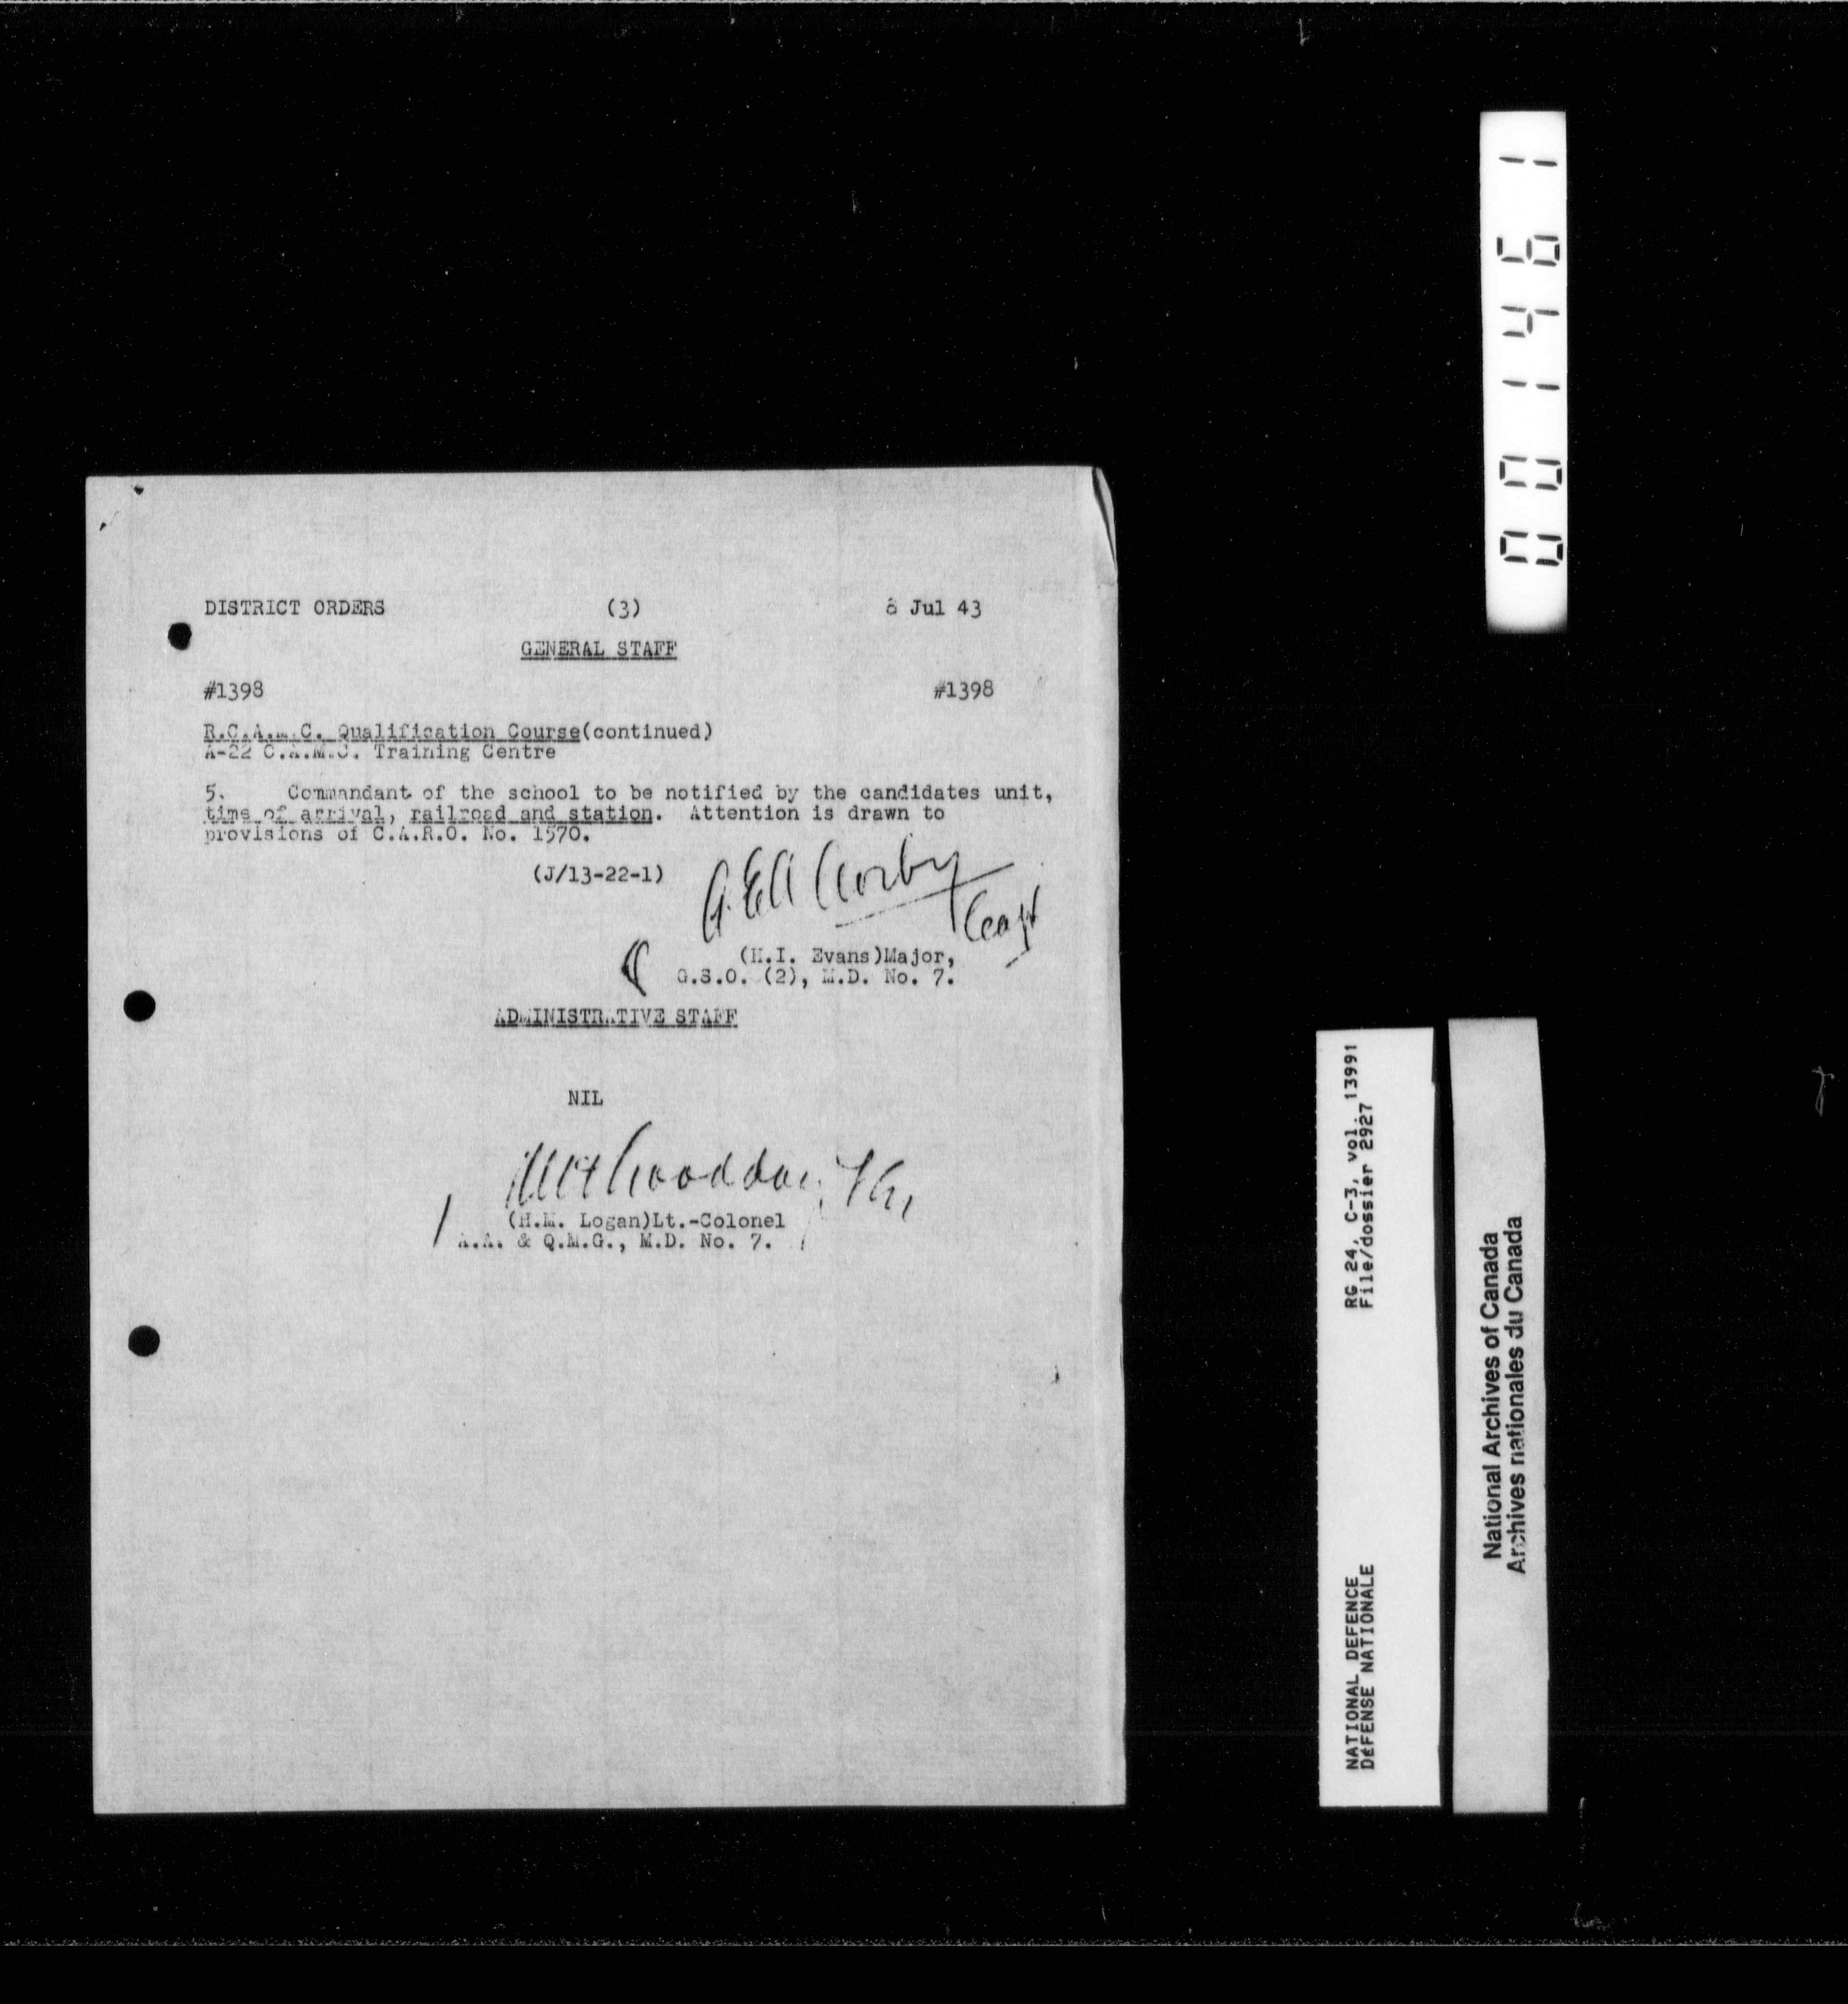 DISTRICT ORDERS (3) 8 Jul 43
GENERAL STAFF
#1398 #1398
R.C.A.M.C. Qualification Course(continued)
A-22 C.A.M.C. Training Centre
5. Commandant of the school to be notified by the candidates unit,
time of arrival, railroad and station. Attention is drawn to
provisions of C.A.R.O. No. 1570.
(J/13-22-1)
Capt
(H.I. Evans)Major,
G.S.O. (2), M.D. No. 7.
ADMINISTRATIVE STAFF
NIL
(H.M. Logan)Lt.-Colonel
A.A. & Q.M.G., M.D. No. 7.
001461
NATIONAL DEFENCE RG 24, C-3, vol. 13991
DÉFENSE NATIONALE File/dossier 2927
National Archives of Canada
Archives nationales du Canada